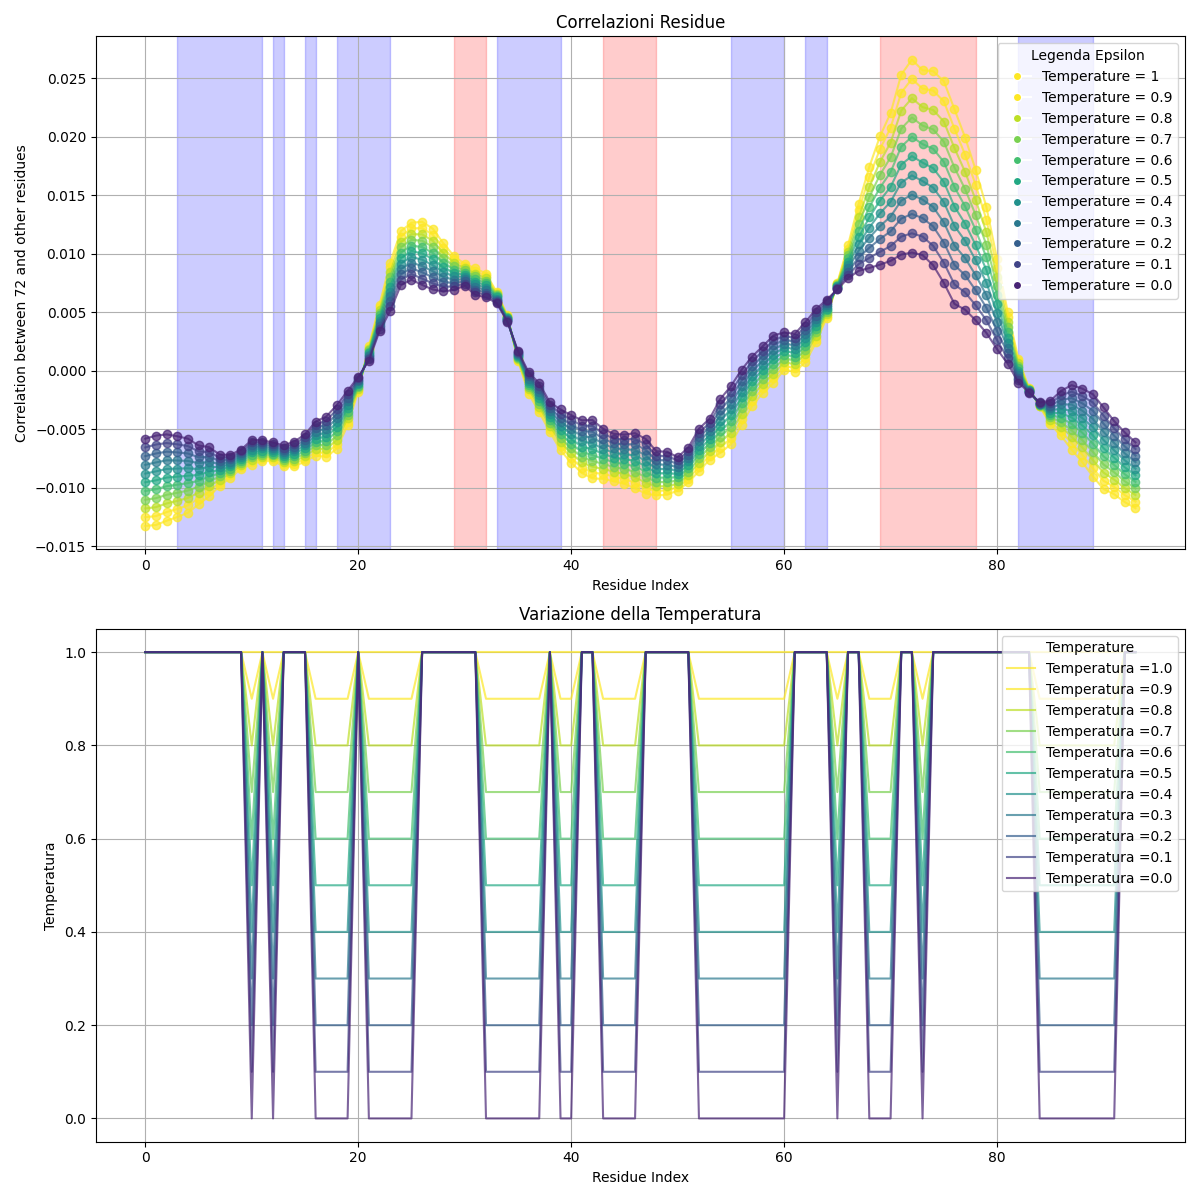 Correlazioni Residue
Correlation between 72 and other residues
0.025
0.020
0.015
0.010
0.005
0.000
−0.005
−0.010
−0.015
Legenda Epsilon
Temperature = 1
Temperature = 0.9
Temperature = 0.8
Temperature = 0.7
Temperature = 0.6
Temperature = 0.5
Temperature = 0.4
Temperature = 0.3
Temperature = 0.2
Temperature = 0.1
Temperature = 0.0
0 20 40 60 80
Residue Index
Variazione della Temperatura
Temperatura
1.0
0.8
0.6
0.4
0.2
0.0
Temperature
Temperatura =1.0
Temperatura =0.9
Temperatura =0.8
Temperatura =0.7
Temperatura =0.6
Temperatura =0.5
Temperatura =0.4
Temperatura =0.3
Temperatura =0.2
Temperatura =0.1
Temperatura =0.0
0 20 40 60 80
Residue Index